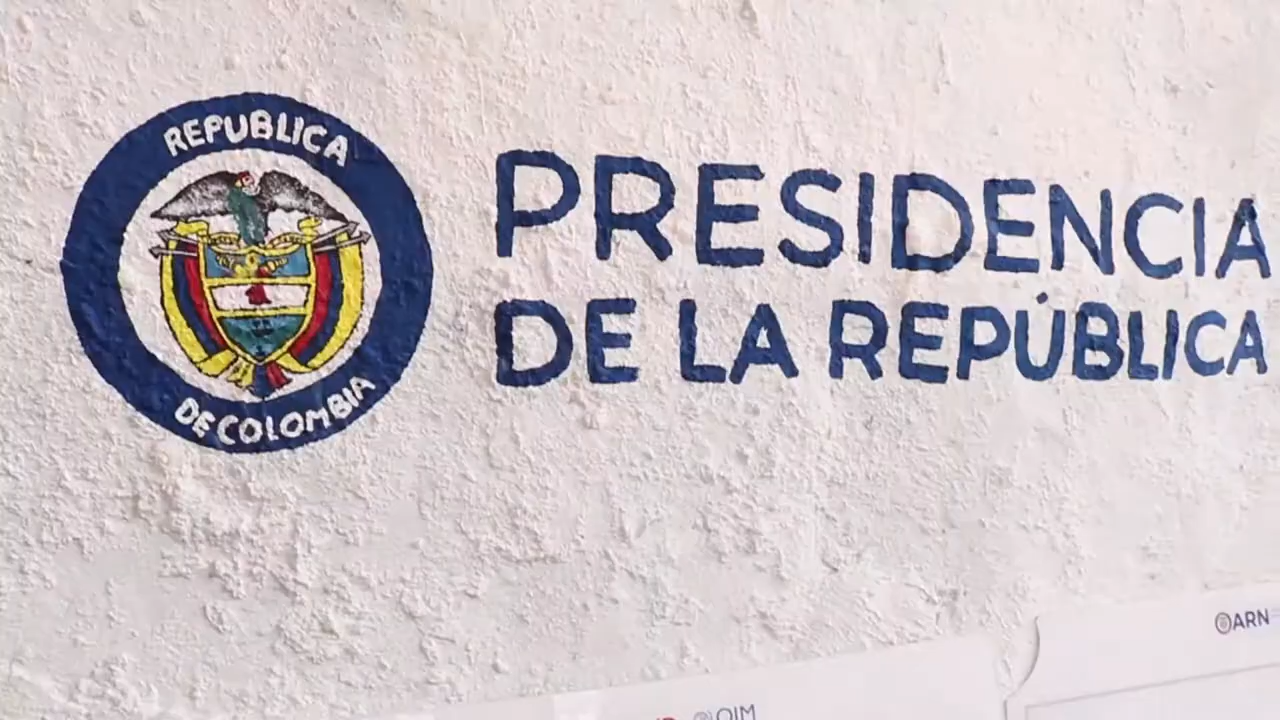 REPUBLICA
DE COLOMBIA
PRESIDENCIA
DE LA REPÚBLICA
ARN
OIM